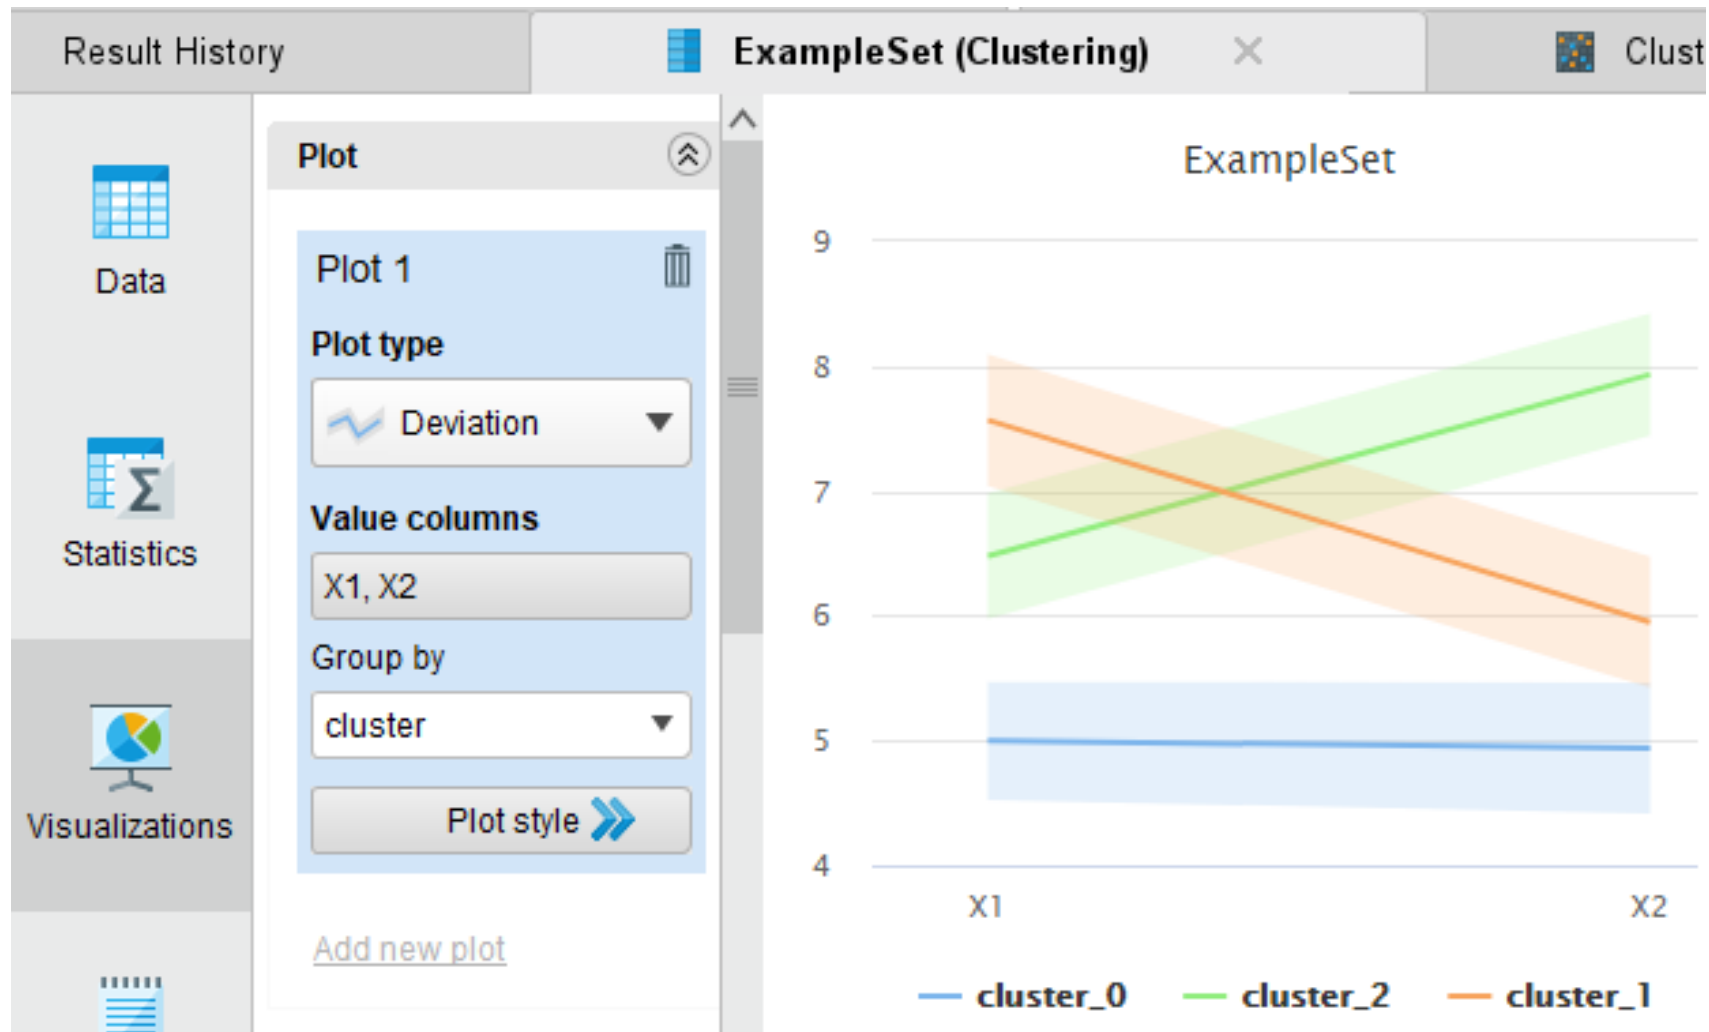 Result History
ExampleSet (Clustering)
Clust
Data
Statistics
Visualizations
Plot
Plot 1
Plot type
Deviation
Value columns
X1, X2
Group by
cluster
Plot style
Add new plot
ExampleSet
9
8
7
6
5
4
X1 X2
cluster_0 cluster_2 cluster_1